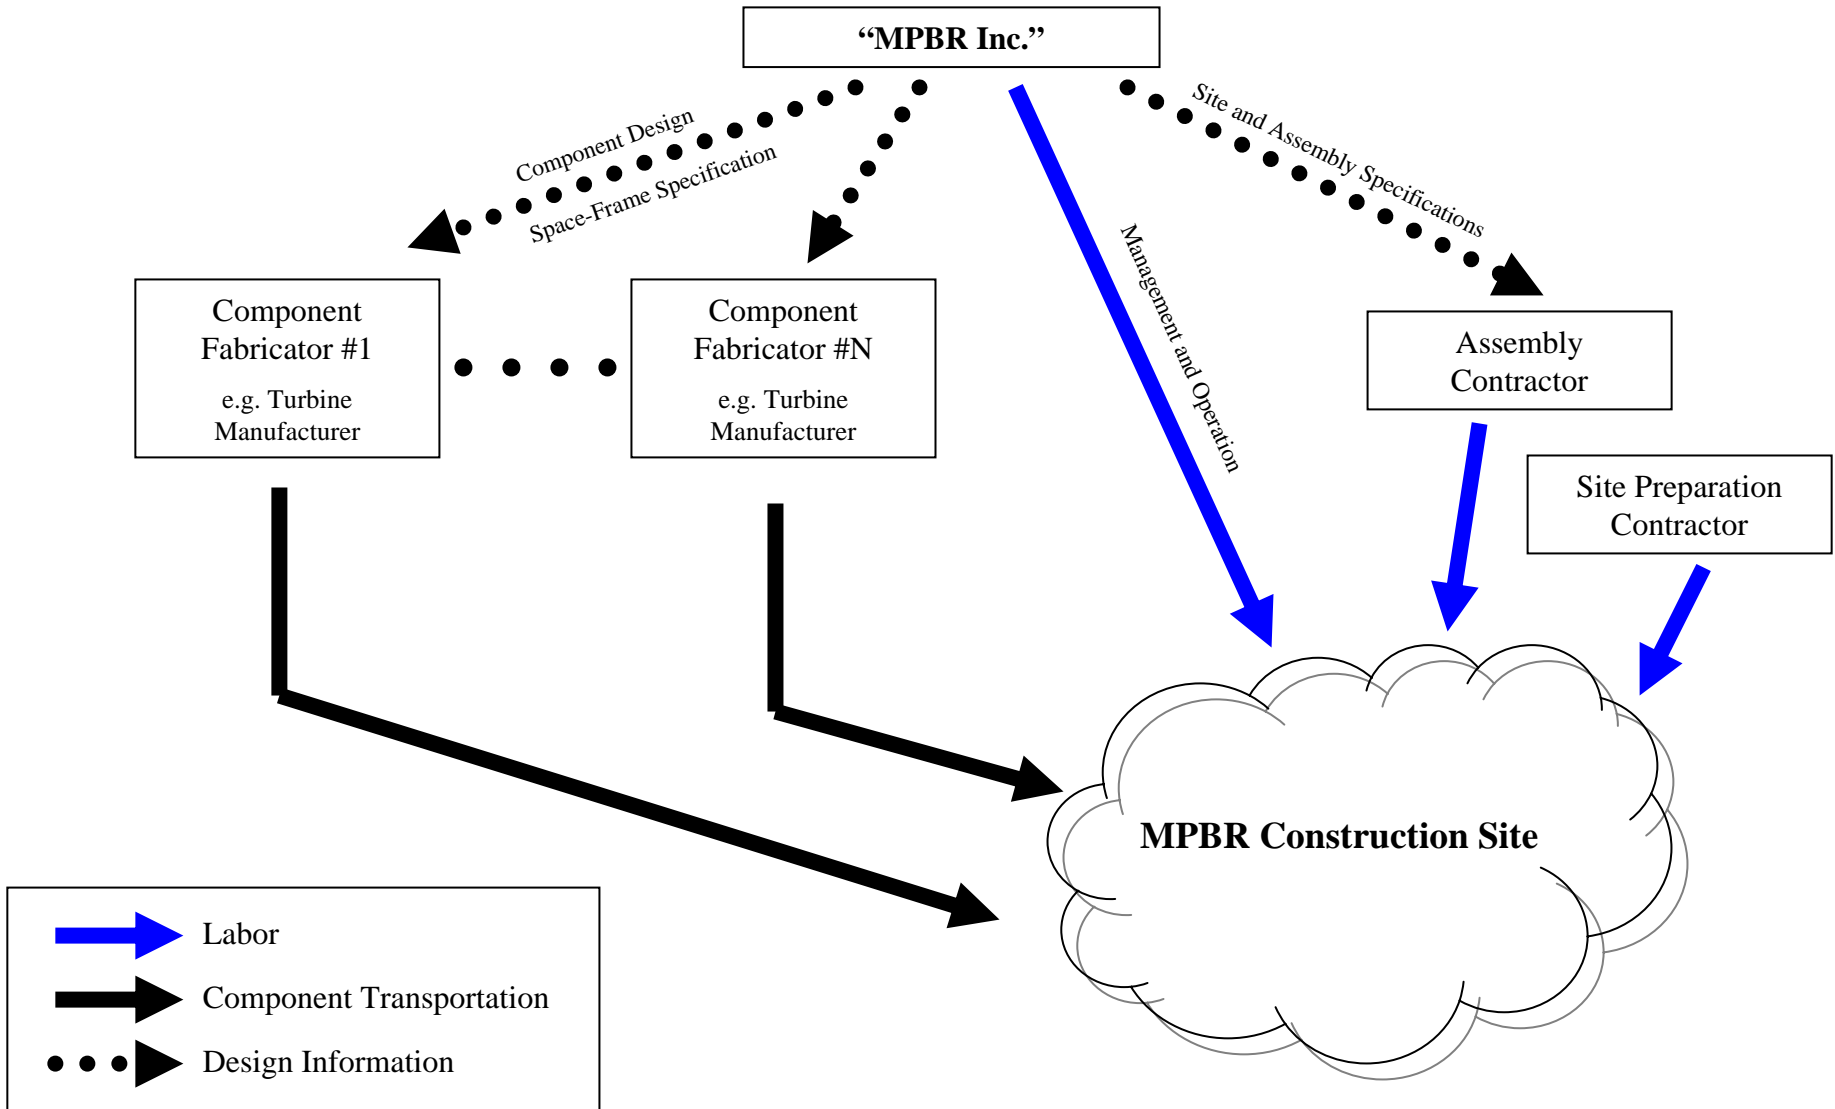 “MPBR Inc.”
Component Design
Space-Frame Specification
Site and Assembly Specifications
Management and Operation
Component
Fabricator #1
e.g. Turbine
Manufacturer
Component
Fabricator #N
e.g. Turbine
Manufacturer
Assembly
Contractor
Site Preparation
Contractor
MPBR Construction Site
Labor
Component Transportation
Design Information